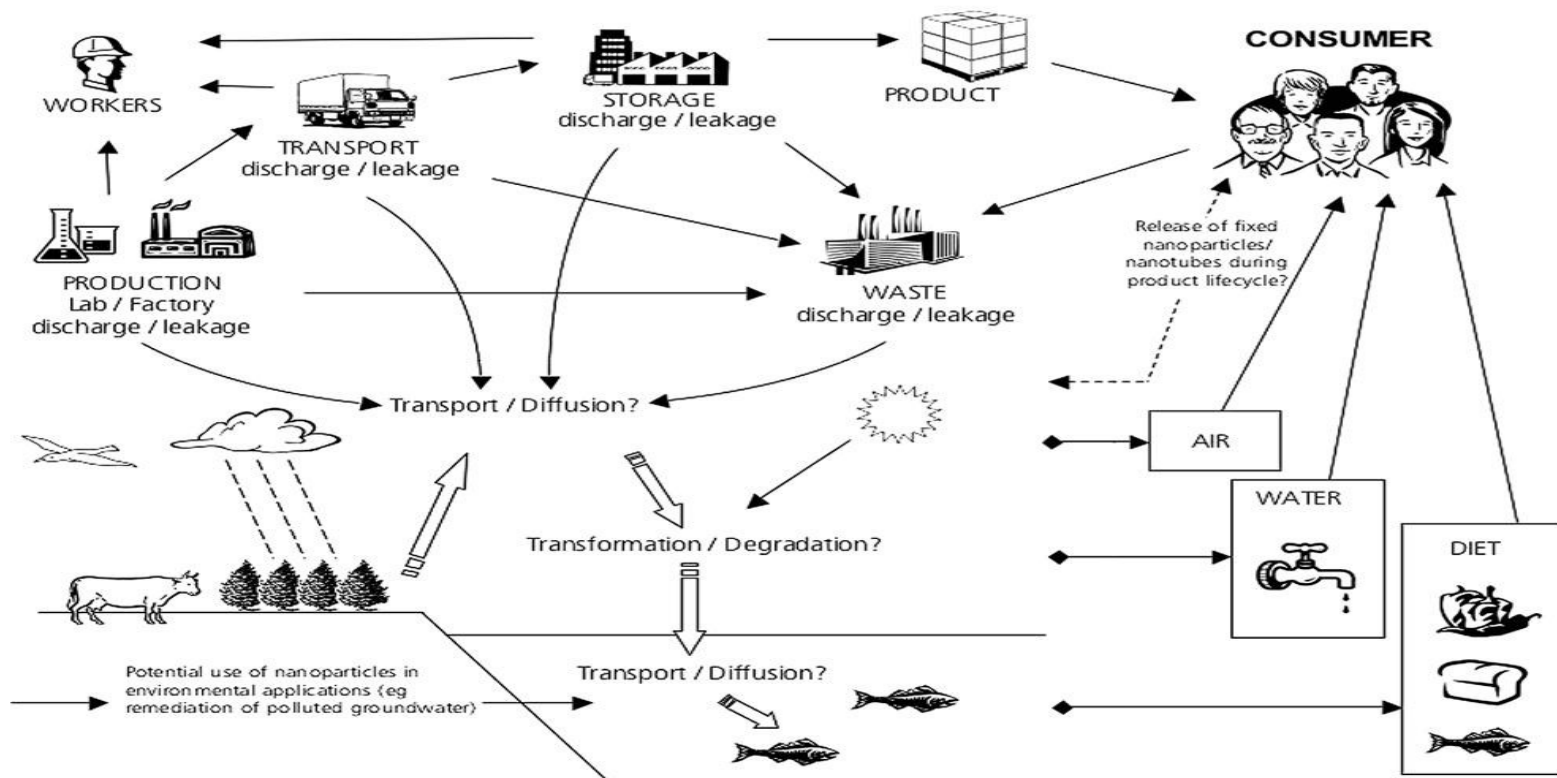 CONSUMER
WORKERS
STORAGE
discharge / leakage
PRODUCT
TRANSPORT
discharge / leakage
PRODUCTION
Lab / Factory
discharge / leakage
WASTE
discharge / leakage
Release of fixed
nanoparticles/
nanotubes during
product lifecycle?
Transport / Diffusion?
AIR
WATER
Transformation / Degradation?
DIET
Potential use of nanoparticles in
environmental applications (eg
remediation of polluted groundwater)
Transport / Diffusion?